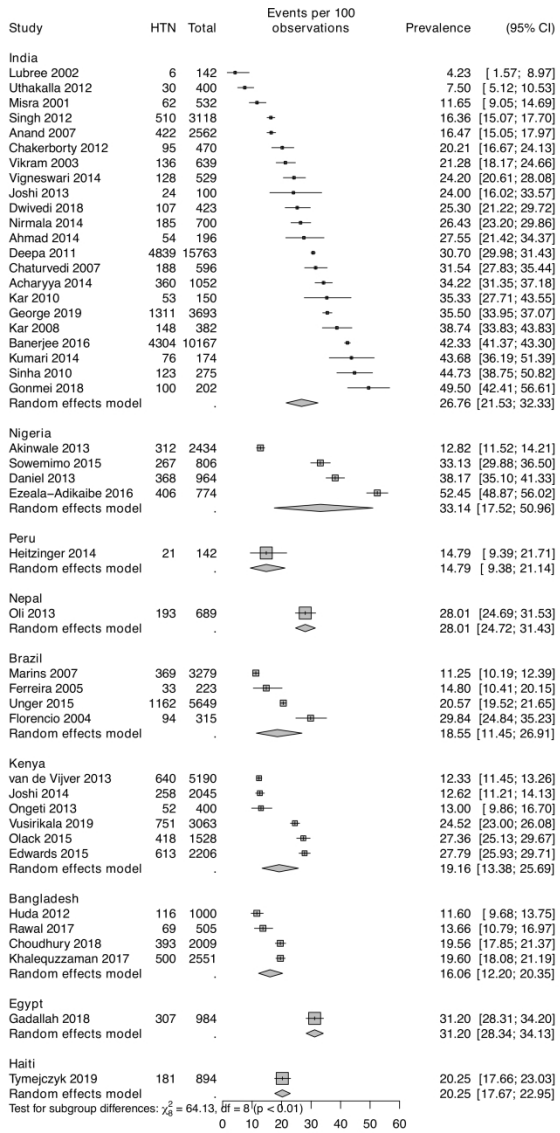 Events per 100
Study HTN Total observations Prevalence (95% CI)
India
Lubree 2002 6 142 4.23 [ 1.57; 8.97]
Uthakalla 2012 30 400 7.50 [ 5.12; 10.53]
Misra 2001 62 532 11.65 [ 9.05; 14.69]
Singh 2012 510 3118 16.36 [15.07; 17.70]
Anand 2007 422 2562 16.47 [15.05; 17.97]
Chakerborty 2012 95 470 20.21 [16.67; 24.13]
Vikram 2003 136 639 21.28 [18.17; 24.66]
Vigneswari 2014 128 529 24.20 [20.61; 28.08]
Joshi 2013 24 100 24.00 [16.02; 33.57]
Dwivedi 2018 107 423 25.30 [21.22; 29.72]
Nirmala 2014 185 700 26.43 [23.20; 29.86]
Ahmad 2014 54 196 27.55 [21.42; 34.37]
Deepa 2011 4839 15763 30.70 [29.98; 31.43]
Chaturvedi 2007 188 596 31.54 [27.83; 35.44]
Acharyya 2014 360 1052 34.22 [31.35; 37.18]
Kar 2010 53 150 35.33 [27.71; 43.55]
George 2019 1311 3693 35.50 [33.95; 37.07]
Kar 2008 148 382 38.74 [33.83; 43.83]
Banerjee 2016 4304 10167 42.33 [41.37; 43.30]
Kumari 2014 76 174 43.68 [36.19; 51.39]
Sinha 2010 123 275 44.73 [38.75; 50.82]
Gonmei 2018 100 202 49.50 [42.41; 56.61]
Random effects model . 26.76 [21.53; 32.33]
Nigeria
Akinwale 2013 312 2434 12.82 [11.52; 14.21]
Sowemimo 2015 267 806 33.13 [29.88; 36.50]
Daniel 2013 368 964 38.17 [35.10; 41.33]
Ezeala−Adikaibe 2016 406 774 52.45 [48.87; 56.02]
Random effects model . 33.14 [17.52; 50.96]
Peru
Heitzinger 2014 21 142 14.79 [ 9.39; 21.71]
Random effects model . 14.79 [ 9.38; 21.14]
Nepal
Oli 2013 193 689 28.01 [24.69; 31.53]
Random effects model . 28.01 [24.72; 31.43]
Brazil
Marins 2007 369 3279 11.25 [10.19; 12.39]
Ferreira 2005 33 223 14.80 [10.41; 20.15]
Unger 2015 1162 5649 20.57 [19.52; 21.65]
Florencio 2004 94 315 29.84 [24.84; 35.23]
Random effects model . 18.55 [11.45; 26.91]
Kenya
van de Vijver 2013 640 5190 12.33 [11.45; 13.26]
Joshi 2014 258 2045 12.62 [11.21; 14.13]
Ongeti 2013 52 400 13.00 [ 9.86; 16.70]
Vusirikala 2019 751 3063 24.52 [23.00; 26.08]
Olack 2015 418 1528 27.36 [25.13; 29.67]
Edwards 2015 613 2206 27.79 [25.93; 29.71]
Random effects model . 19.16 [13.38; 25.69]
Bangladesh
Huda 2012 116 1000 11.60 [ 9.68; 13.75]
Rawal 2017 69 505 13.66 [10.79; 16.97]
Choudhury 2018 393 2009 19.56 [17.85; 21.37]
Khalequzzaman 2017 500 2551 19.60 [18.08; 21.19]
Random effects model . 16.06 [12.20; 20.35]
Egypt
Gadallah 2018 307 984 31.20 [28.31; 34.20]
Random effects model . 31.20 [28.34; 34.13]
Haiti
Tymejczyk 2019 181 894 20.25 [17.66; 23.03]
Random effects model . 20.25 [17.67; 22.95]
Test for subgroup differences: χ²₈ = 64.13, df = 8 (p < 0.01)
0 10 20 30 40 50 60